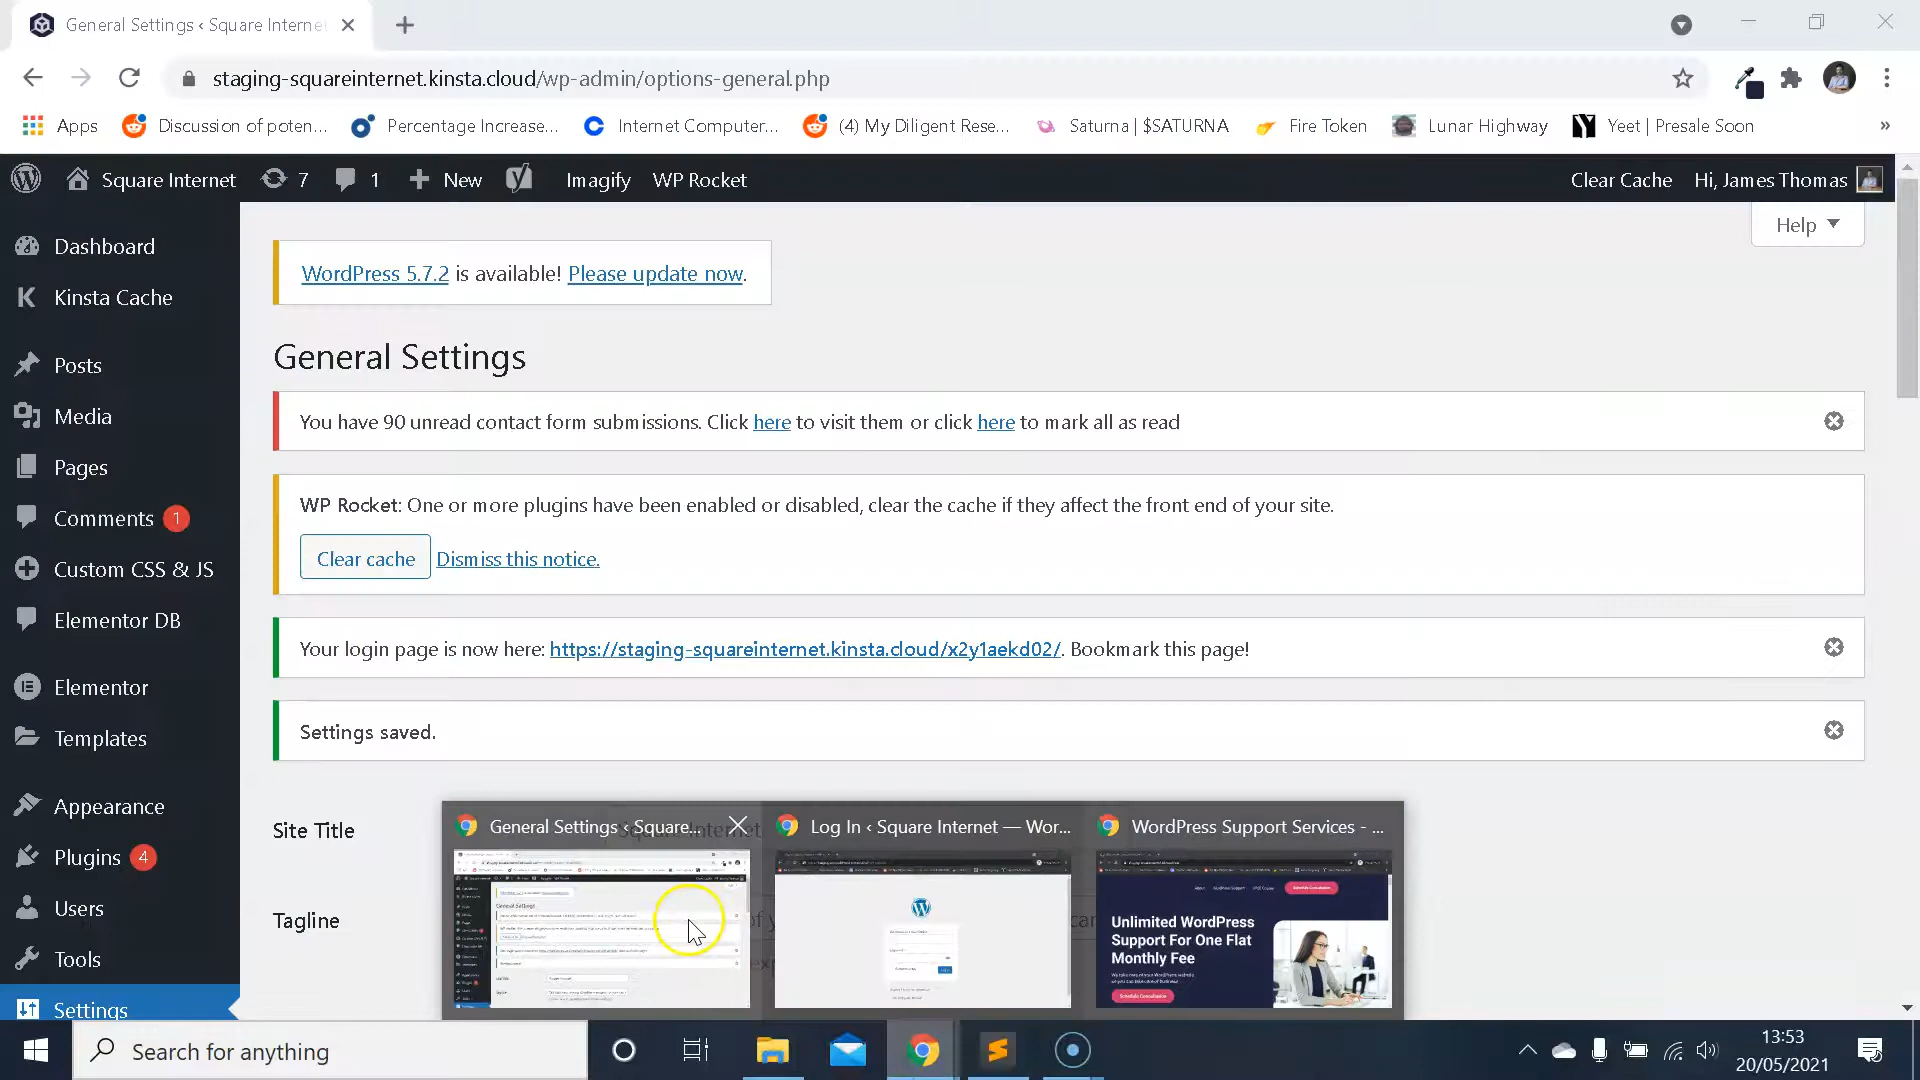 General Settings ‹ Square Interne
staging-squareinternet.kinsta.cloud/wp-admin/options-general.php
Apps
Discussion of poten...
Percentage Increase...
Internet Computer...
(4) My Diligent Rese...
Saturna | $SATURNA
Fire Token
Lunar Highway
Yeet | Presale Soon
»
Square Internet
7
1
New
Imagify
WP Rocket
Clear Cache
Hi, James Thomas
Help
Dashboard
Kinsta Cache
Posts
Media
Pages
Comments 1
Custom CSS & JS
Elementor DB
Elementor
Templates
Appearance
Plugins 4
Users
Tools
Settings
WordPress 5.7.2 is available! Please update now.
General Settings
You have 90 unread contact form submissions. Click here to visit them or click here to mark all as read
WP Rocket: One or more plugins have been enabled or disabled, clear the cache if they affect the front end of your site.
Clear cache
Dismiss this notice.
Your login page is now here: https://staging-squareinternet.kinsta.cloud/x2y1aekd02/. Bookmark this page!
Settings saved.
Site Title
Tagline
General Settings ‹ Square...
Log In ‹ Square Internet — Wor...
WordPress Support Services - ...
Unlimited WordPress
Support For One Flat
Monthly Fee
Schedule Consultation
Search for anything
13:53
20/05/2021